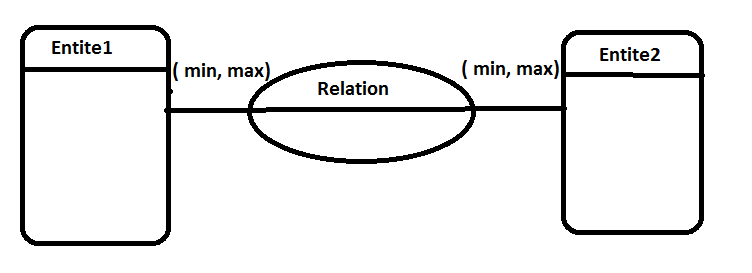 Entite1
( min, max)
Relation
( min, max)
Entite2